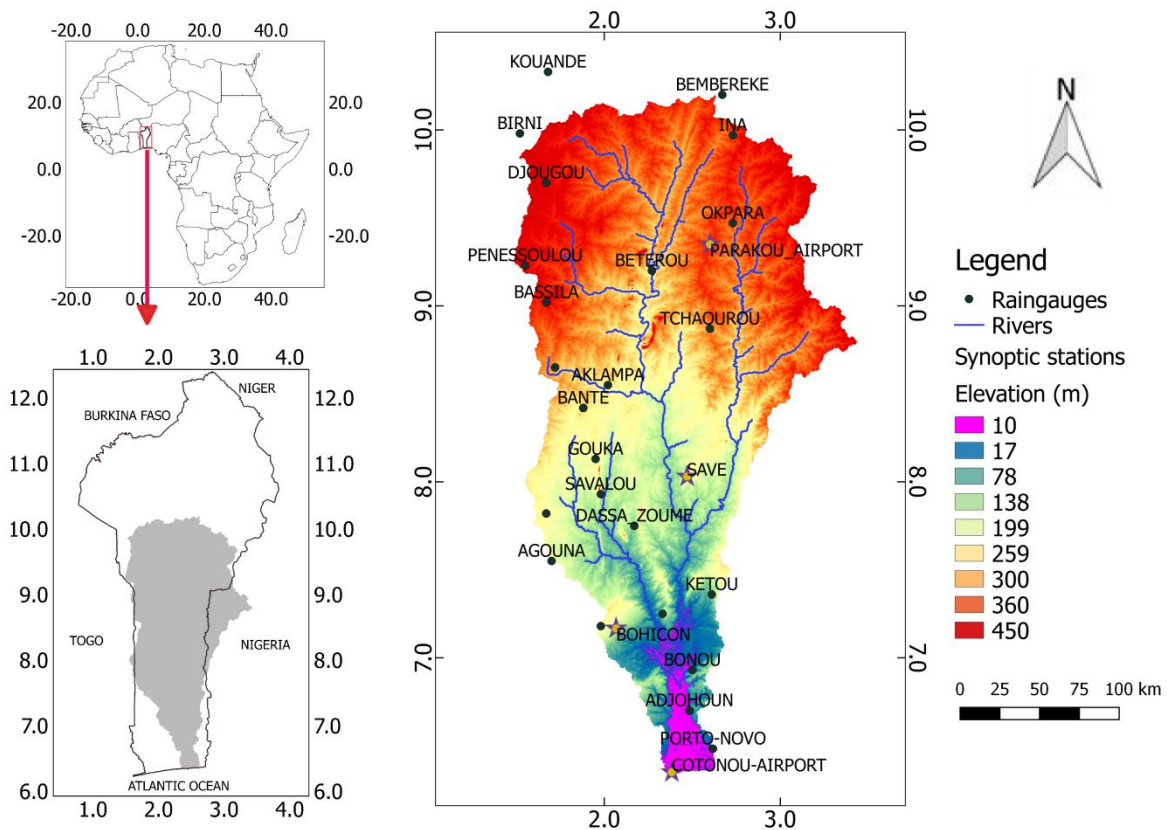 -20.0 0.0 20.0 40.0
20.0 20.0
0.0 0.0
-20.0 -20.0
-20.0 0.0 20.0 40.0
1.0 2.0 3.0 4.0
12.0 12.0
11.0 11.0
10.0 10.0
9.0 9.0
8.0 8.0
7.0 7.0
6.0 6.0
NIGER
BURKINA FASO
TOGO
NIGERIA
ATLANTIC OCEAN
1.0 2.0 3.0 4.0
2.0 3.0
10.0 10.0
9.0 9.0
8.0 8.0
7.0 7.0
2.0 3.0
KOUANDE
BEMBEREKE
BIRNI
INA
DJOUGOU
OKPARA
PARAKOU_AIRPORT
PENESSOULOU
BETEROU
BASSILA
TCHAOUROU
AKLAMPA
BANTE
GOUKA
SAVE
SAVALOU
DASSA_ZOUME
AGOUNA
KETOU
BOHICON
BONOU
ADJOHOUN
PORTO-NOVO
COTONOU-AIRPORT
N
Legend
Raingauges
Rivers
Synoptic stations
Elevation (m)
10
17
78
138
199
259
300
360
450
0 25 50 75 100 km